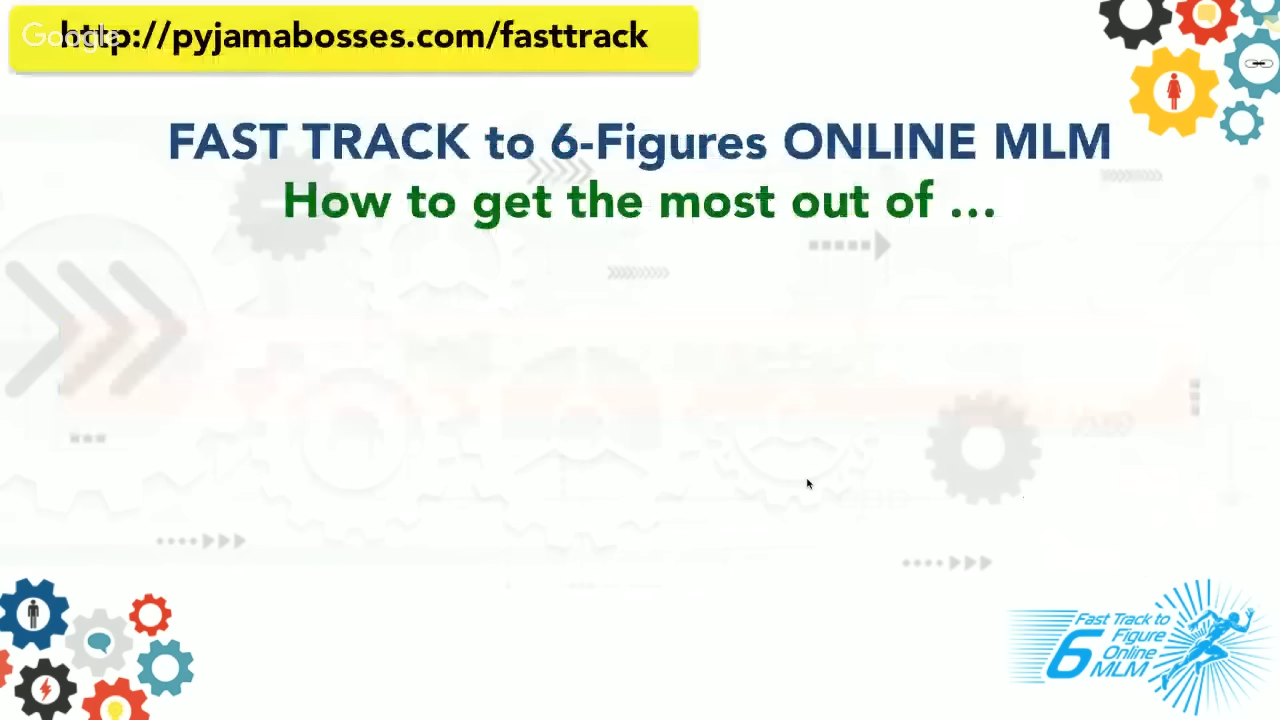 Google
http://pyjamabosses.com/fasttrack
FAST TRACK to 6-Figures ONLINE MLM
How to get the most out of ...
Fast Track to
6 Figure
Online
MLM